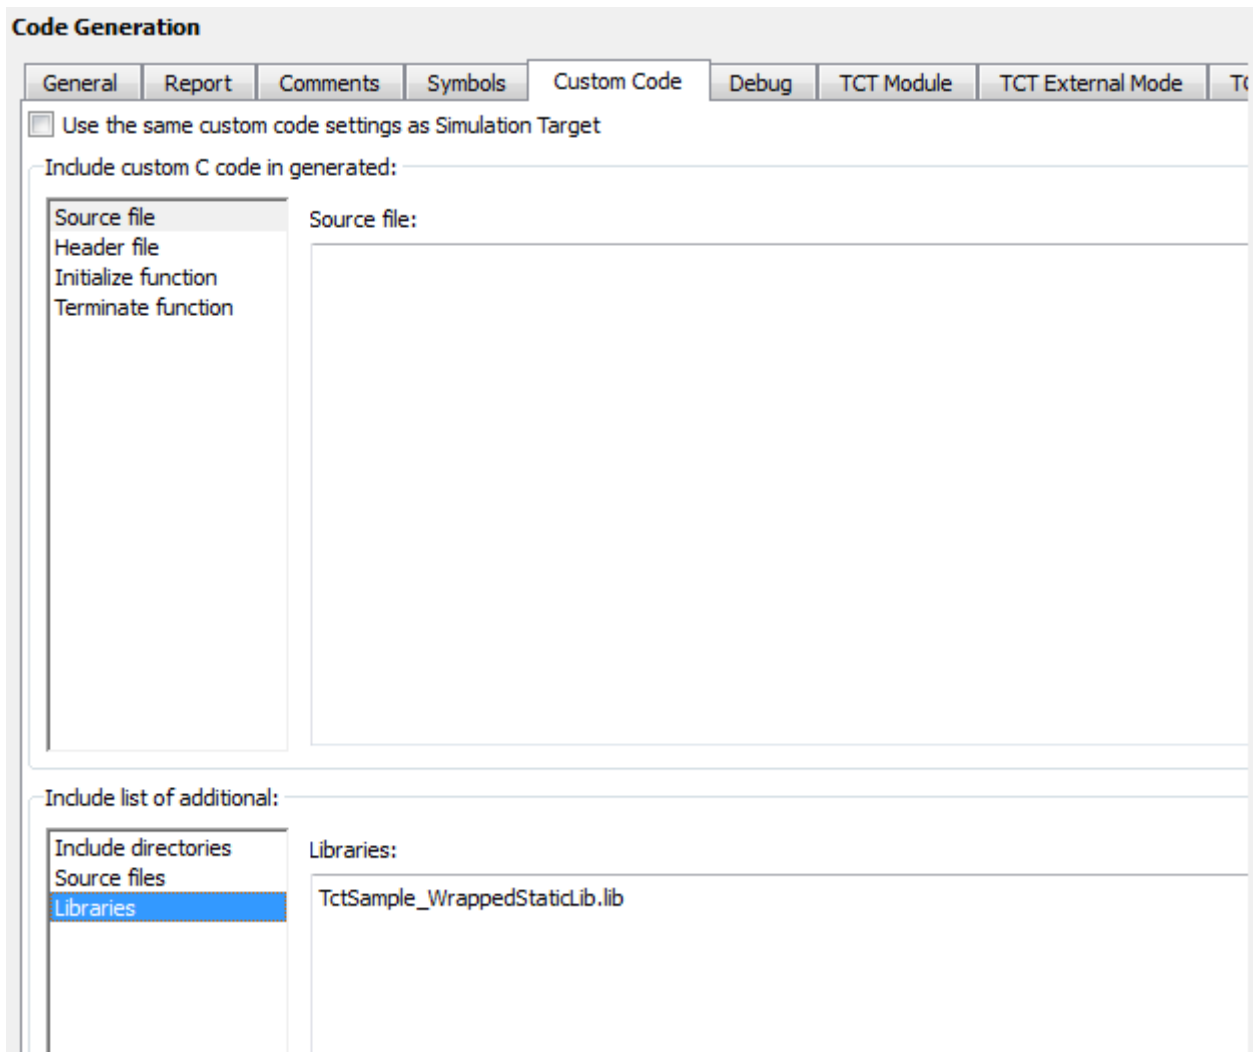 Code Generation
General Report Comments Symbols Custom Code Debug TCT Module TCT External Mode
Use the same custom code settings as Simulation Target
Include custom C code in generated:
Source file
Header file
Initialize function
Terminate function
Source file:
Include list of additional:
Include directories
Source files
Libraries
Libraries:
TctSample_WrappedStaticLib.lib